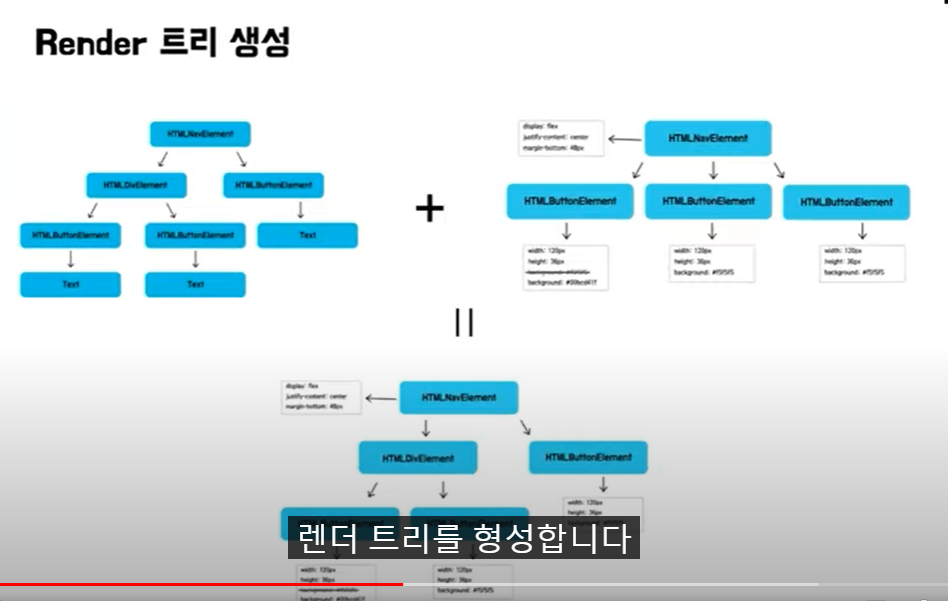 Render 트리 생성
HTMLNavElement
HTMLDivElement
HTMLButtonElement
HTMLButtonElement
HTMLButtonElement
Text
Text
Text
+
display: flex
justify-content: center
margin-bottom: 48px
HTMLNavElement
HTMLButtonElement
HTMLButtonElement
HTMLButtonElement
width: 120px
height: 36px
background: #f5f5f5
background: #00bcd41f
width: 120px
height: 36px
background: #f5f5f5
width: 120px
height: 36px
background: #f5f5f5
display: flex
justify-content: center
margin-bottom: 48px
HTMLNavElement
HTMLDivElement
HTMLButtonElement
width: 120px
height: 36px
렌더 트리를 형성합니다
width: 120px
height: 36px
background: #f5f5f5
width: 120px
height: 36px
background: #f5f5f5